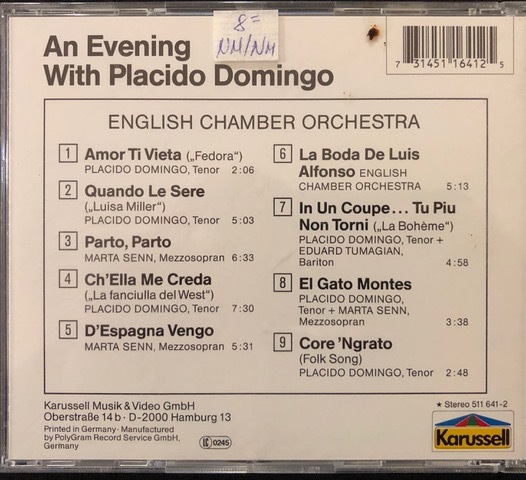 8=
NM/NM
An Evening
With Placido Domingo
7 31451 16412 5
ENGLISH CHAMBER ORCHESTRA
1 Amor Ti Vieta („Fedora“)
PLACIDO DOMINGO, Tenor 2:06
2 Quando Le Sere
(„Luisa Miller“)
PLACIDO DOMINGO, Tenor 5:03
3 Parto, Parto
MARTA SENN, Mezzosopran 6:33
4 Ch'Ella Me Creda
(„La fanciulla del West“)
PLACIDO DOMINGO, Tenor 7:30
5 D'Espagna Vengo
MARTA SENN, Mezzosopran 5:31
6 La Boda De Luis
Alfonso ENGLISH
CHAMBER ORCHESTRA 5:13
7 In Un Coupe... Tu Piu
Non Torni („La Bohème“)
PLACIDO DOMINGO, Tenor +
EDUARD TUMAGIAN,
Bariton 4:58
8 El Gato Montes
PLACIDO DOMINGO,
Tenor + MARTA SENN,
Mezzosopran 3:38
9 Core 'Ngrato
(Folk Song)
PLACIDO DOMINGO, Tenor 2:48
Karussell Musik & Video GmbH
Oberstraße 14 b · D-2000 Hamburg 13
Printed in Germany · Manufactured
by PolyGram Record Service GmbH,
Germany
LC 0245
★ Stereo 511 641-2
Karussell